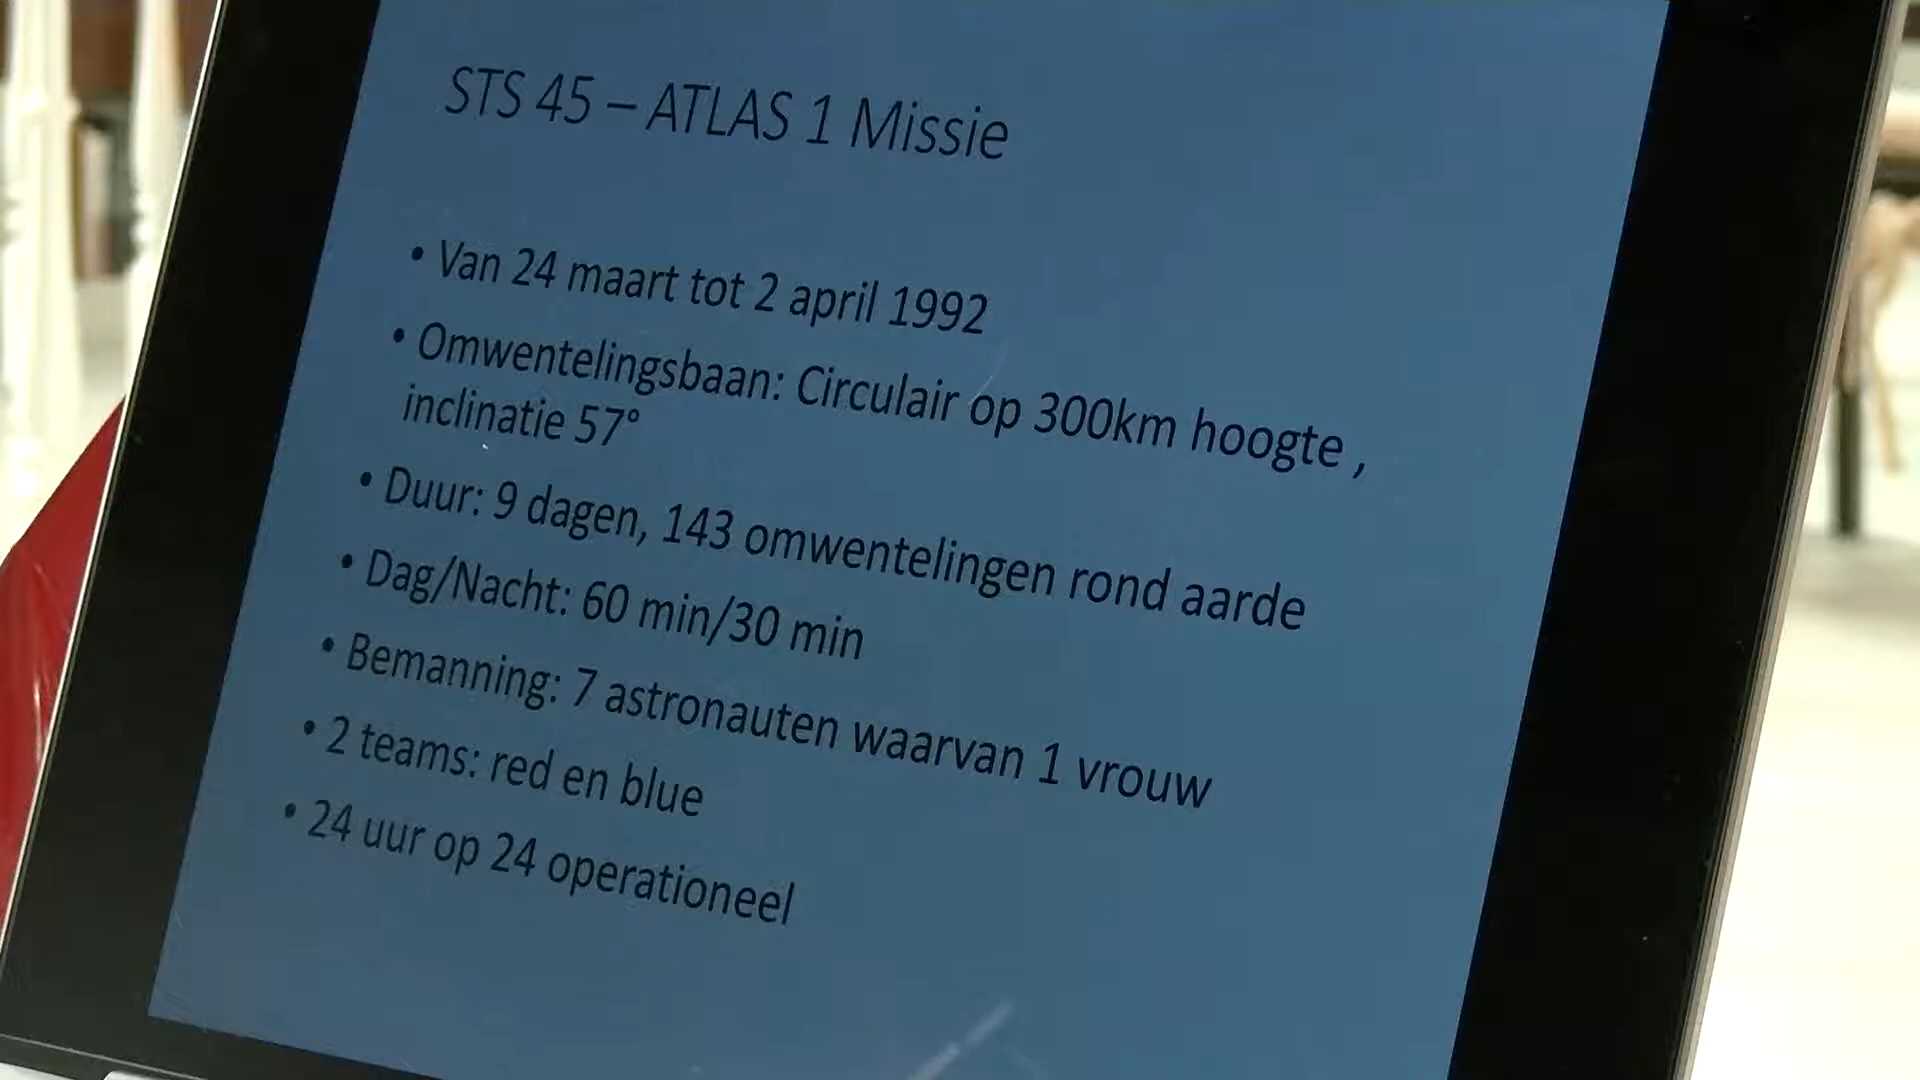 STS 45 – ATLAS 1 Missie
• Van 24 maart tot 2 april 1992
• Omwentelingsbaan: Circulair op 300km hoogte ,
inclinatie 57°
• Duur: 9 dagen, 143 omwentelingen rond aarde
• Dag/Nacht: 60 min/30 min
• Bemanning: 7 astronauten waarvan 1 vrouw
• 2 teams: red en blue
• 24 uur op 24 operationeel